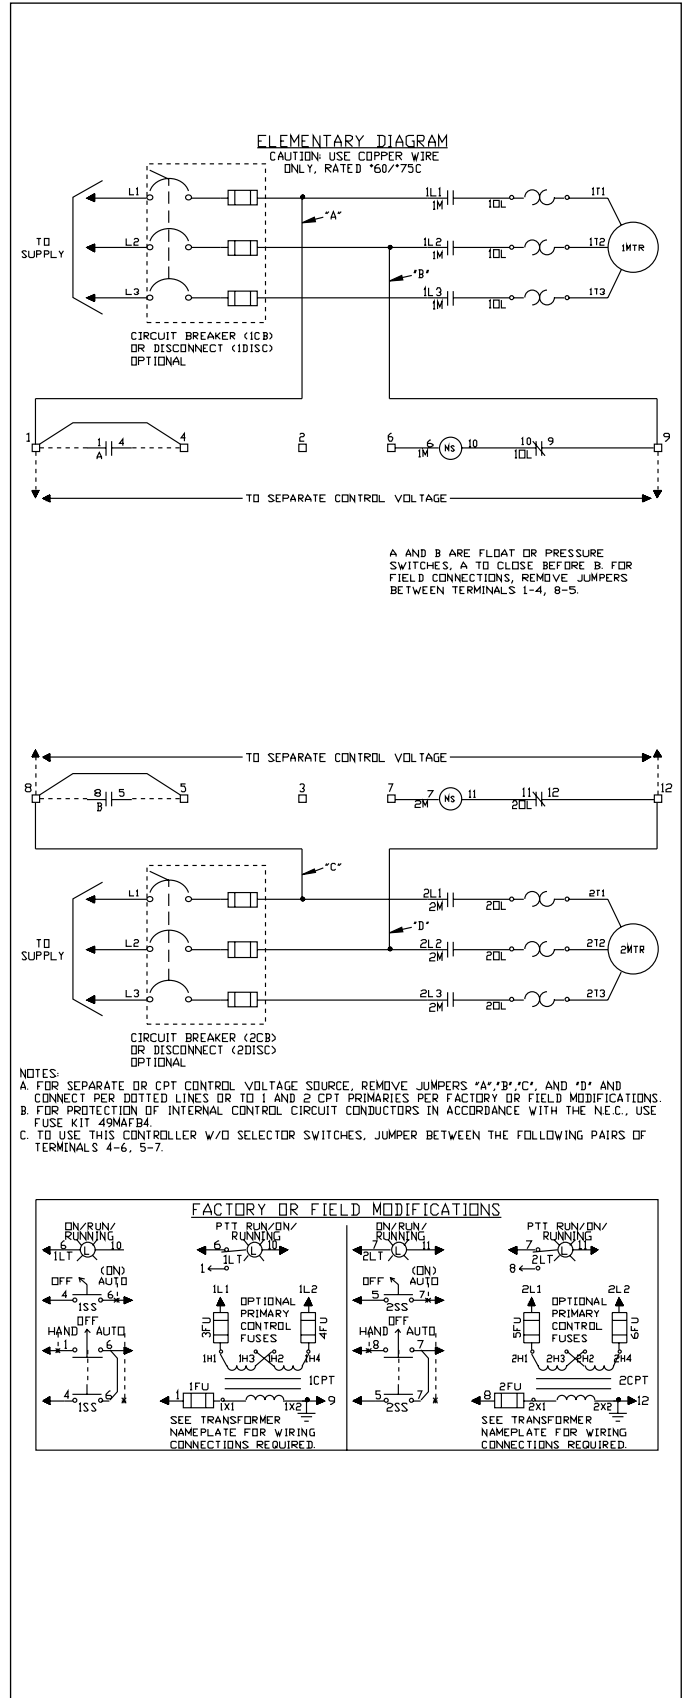 ELEMENTARY DIAGRAM
CAUTION: USE COPPER WIRE
ONLY, RATED °60/°75C
L1 1L1 1M 1OL 1T1
"A"
TO
SUPPLY
L2 1L2 1M 1OL 1T2 1MTR
"B"
L3 1L3 1M 1OL 1T3
CIRCUIT BREAKER (1CB)
OR DISCONNECT (1DISC)
OPTIONAL
1 1 4 A 4 2 6 6 1M NS 10 10 9 1OL 9
TO SEPARATE CONTROL VOLTAGE
A AND B ARE FLOAT OR PRESSURE
SWITCHES, A TO CLOSE BEFORE B. FOR
FIELD CONNECTIONS, REMOVE JUMPERS
BETWEEN TERMINALS 1-4, 8-5.
TO SEPARATE CONTROL VOLTAGE
8 8 5 B 5 3 7 7 2M NS 11 11 12 2OL 12
"C"
L1 2L1 2M 2OL 2T1
"D"
TO
SUPPLY
L2 2L2 2M 2OL 2T2 2MTR
L3 2L3 2M 2OL 2T3
CIRCUIT BREAKER (2CB)
OR DISCONNECT (2DISC)
OPTIONAL
NOTES:
A. FOR SEPARATE OR CPT CONTROL VOLTAGE SOURCE, REMOVE JUMPERS "A","B","C", AND "D" AND
CONNECT PER DOTTED LINES OR TO 1 AND 2 CPT PRIMARIES PER FACTORY OR FIELD MODIFICATIONS.
B. FOR PROTECTION OF INTERNAL CONTROL CIRCUIT CONDUCTORS IN ACCORDANCE WITH THE N.E.C., USE
FUSE KIT 49MAFB4.
C. TO USE THIS CONTROLLER W/O SELECTOR SWITCHES, JUMPER BETWEEN THE FOLLOWING PAIRS OF
TERMINALS 4-6, 5-7.
FACTORY OR FIELD MODIFICATIONS
ON/RUN/
RUNNING
6 L 10
1LT
OFF (ON)
AUTO
4 6
1SS
OFF
HAND AUTO
1 6
4 6
1SS
PTT RUN/ON/
RUNNING
6 L 10
1LT
1
1L1 1L2
OPTIONAL
PRIMARY
CONTROL
FUSES
3FU 4FU
1H1 1H3 1H2 1H4
1CPT
1 1FU 1X1 1X2 9
SEE TRANSFORMER
NAMEPLATE FOR WIRING
CONNECTIONS REQUIRED.
ON/RUN/
RUNNING
7 L 11
2LT
OFF (ON)
AUTO
5 7
2SS
OFF
HAND AUTO
8 7
5 7
2SS
PTT RUN/ON/
RUNNING
7 L 11
2LT
8
2L1 2L2
OPTIONAL
PRIMARY
CONTROL
FUSES
5FU 6FU
2H1 2H3 2H2 2H4
2CPT
8 2FU 2X1 2X2 12
SEE TRANSFORMER
NAMEPLATE FOR WIRING
CONNECTIONS REQUIRED.